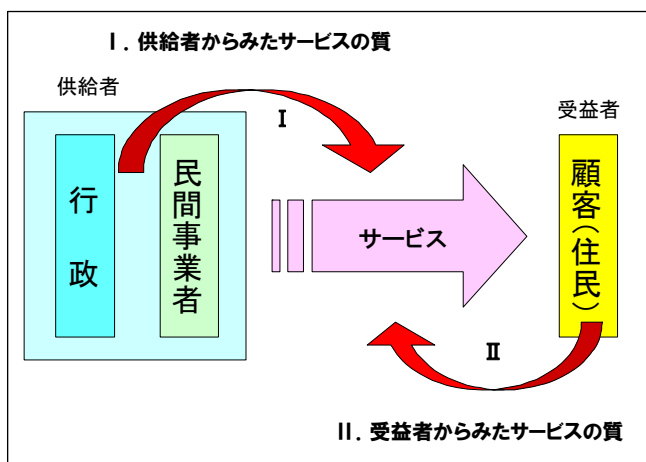 Ⅰ．供給者からみたサービスの質
供給者
受益者
Ⅰ
行政
民間事業者
サービス
顧客（住民）
Ⅱ
Ⅱ．受益者からみたサービスの質